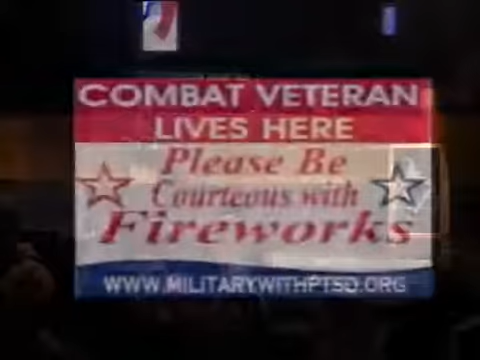 COMBAT VETERAN
LIVES HERE
Please Be
Courteous with
Fireworks
WWW.MILITARYWITHPTSD.ORG